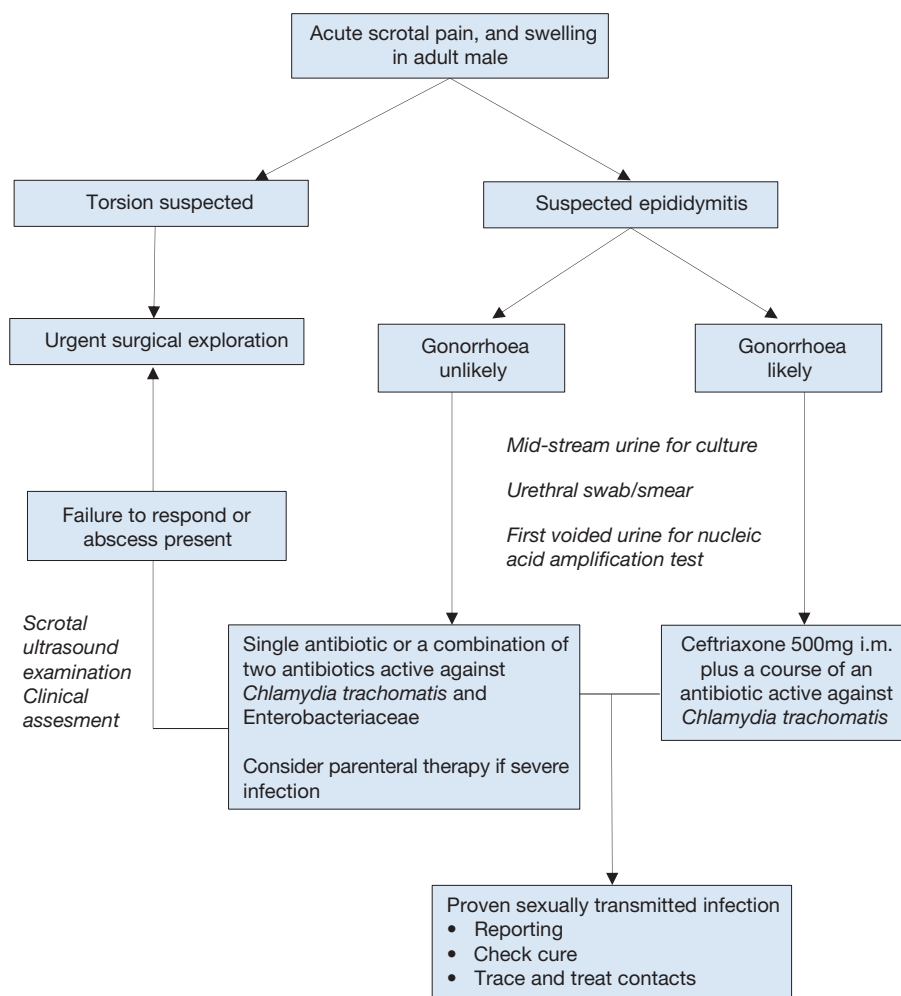 Acute scrotal pain, and swelling
in adult male
Torsion suspected
Suspected epididymitis
Urgent surgical exploration
Gonorrhoea
unlikely
Gonorrhoea
likely
Mid-stream urine for culture
Urethral swab/smear
First voided urine for nucleic
acid amplification test
Failure to respond or
abscess present
Scrotal
ultrasound
examination
Clinical
assesment
Single antibiotic or a combination of
two antibiotics active against
Chlamydia trachomatis and
Enterobacteriaceae
Consider parenteral therapy if severe
infection
Ceftriaxone 500mg i.m.
plus a course of an
antibiotic active against
Chlamydia trachomatis
Proven sexually transmitted infection
• Reporting
• Check cure
• Trace and treat contacts